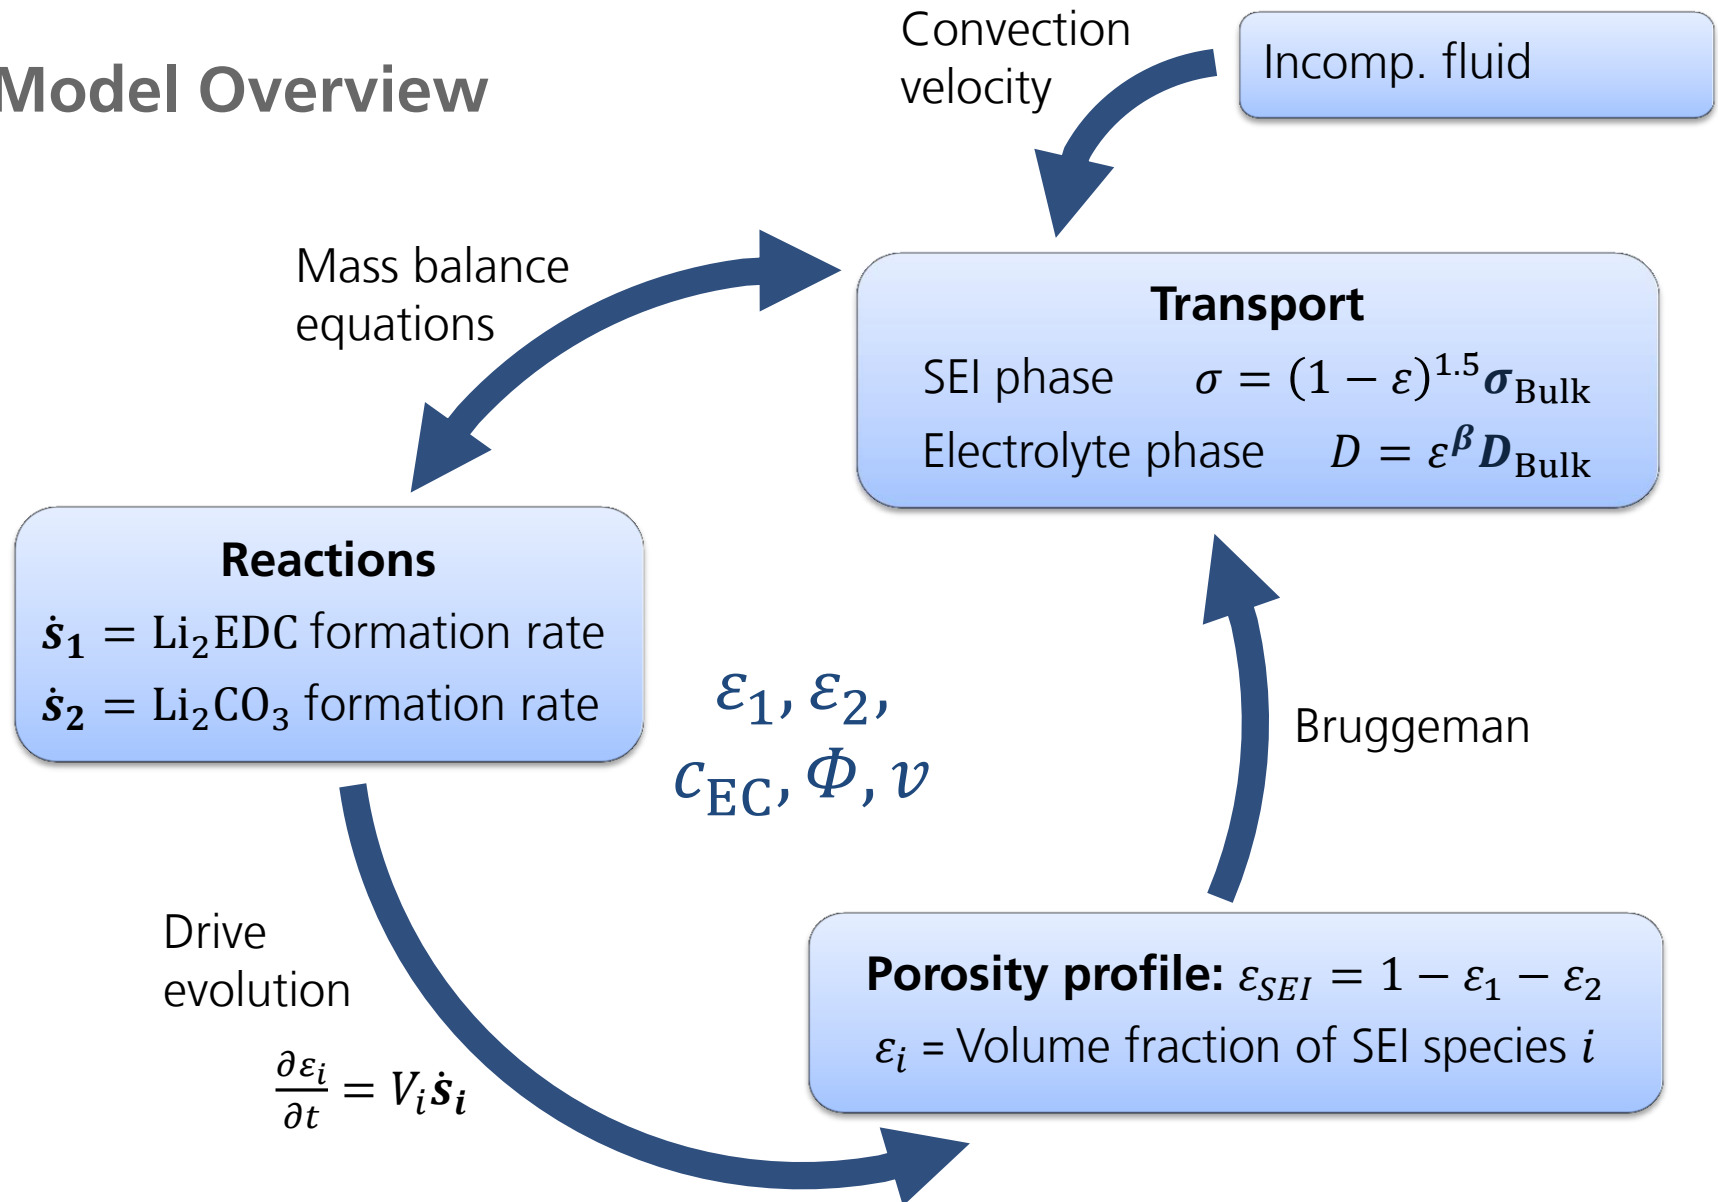 Model Overview
Convection
velocity
Incomp. fluid
Mass balance
equations
Transport
SEI phase σ = (1 − ε)^1.5 σ_Bulk
Electrolyte phase D = ε^β D_Bulk
Reactions
ṡ₁ = Li₂EDC formation rate
ṡ₂ = Li₂CO₃ formation rate
ε₁, ε₂,
c_EC, Φ, v
Bruggeman
Drive
evolution
∂ε_i/∂t = V_i ṡ_i
Porosity profile: ε_SEI = 1 − ε₁ − ε₂
ε_i = Volume fraction of SEI species i